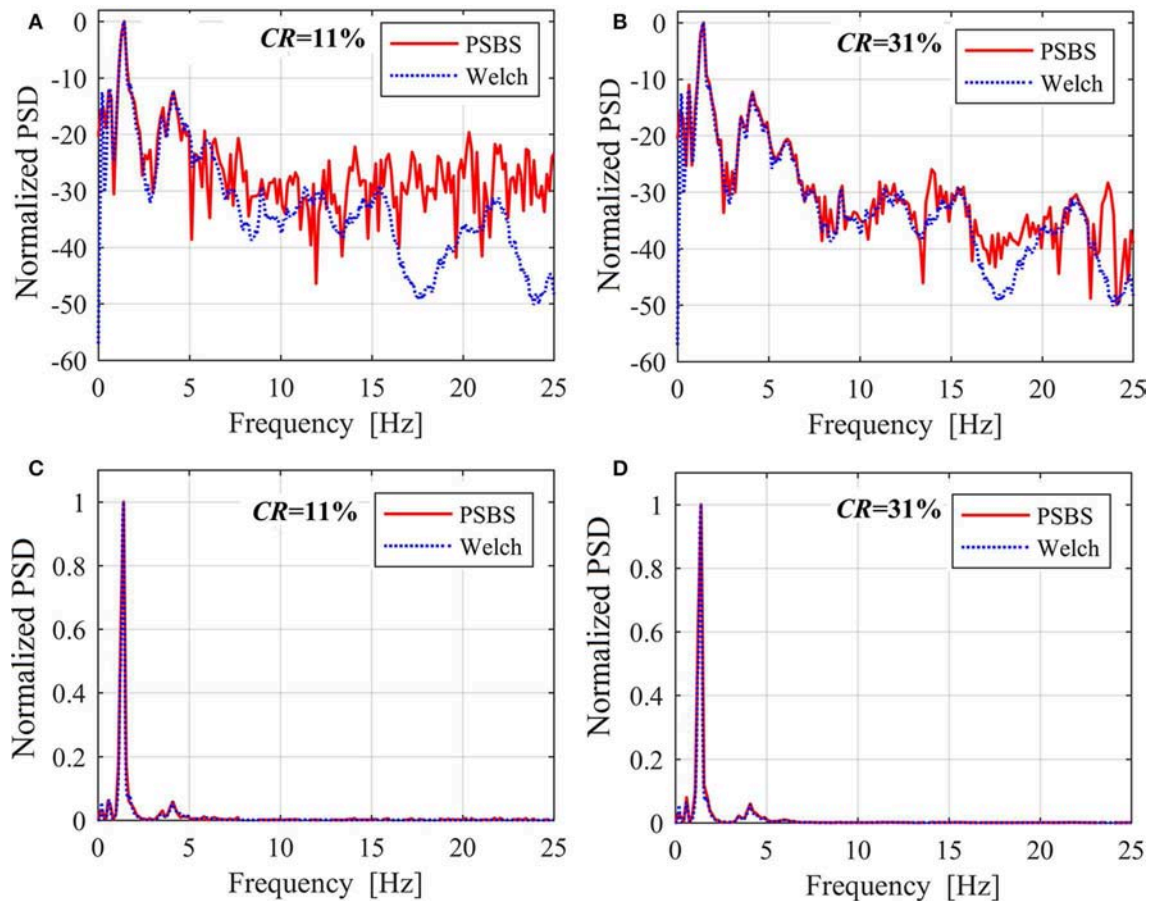 A
CR=11%
PSBS
Welch
Normalized PSD
0
-10
-20
-30
-40
-50
-60
0 5 10 15 20 25
Frequency [Hz]
B
CR=31%
PSBS
Welch
Normalized PSD
0
-10
-20
-30
-40
-50
-60
0 5 10 15 20 25
Frequency [Hz]
C
CR=11%
PSBS
Welch
Normalized PSD
1
0.8
0.6
0.4
0.2
0
0 5 10 15 20 25
Frequency [Hz]
D
CR=31%
PSBS
Welch
Normalized PSD
1
0.8
0.6
0.4
0.2
0
0 5 10 15 20 25
Frequency [Hz]